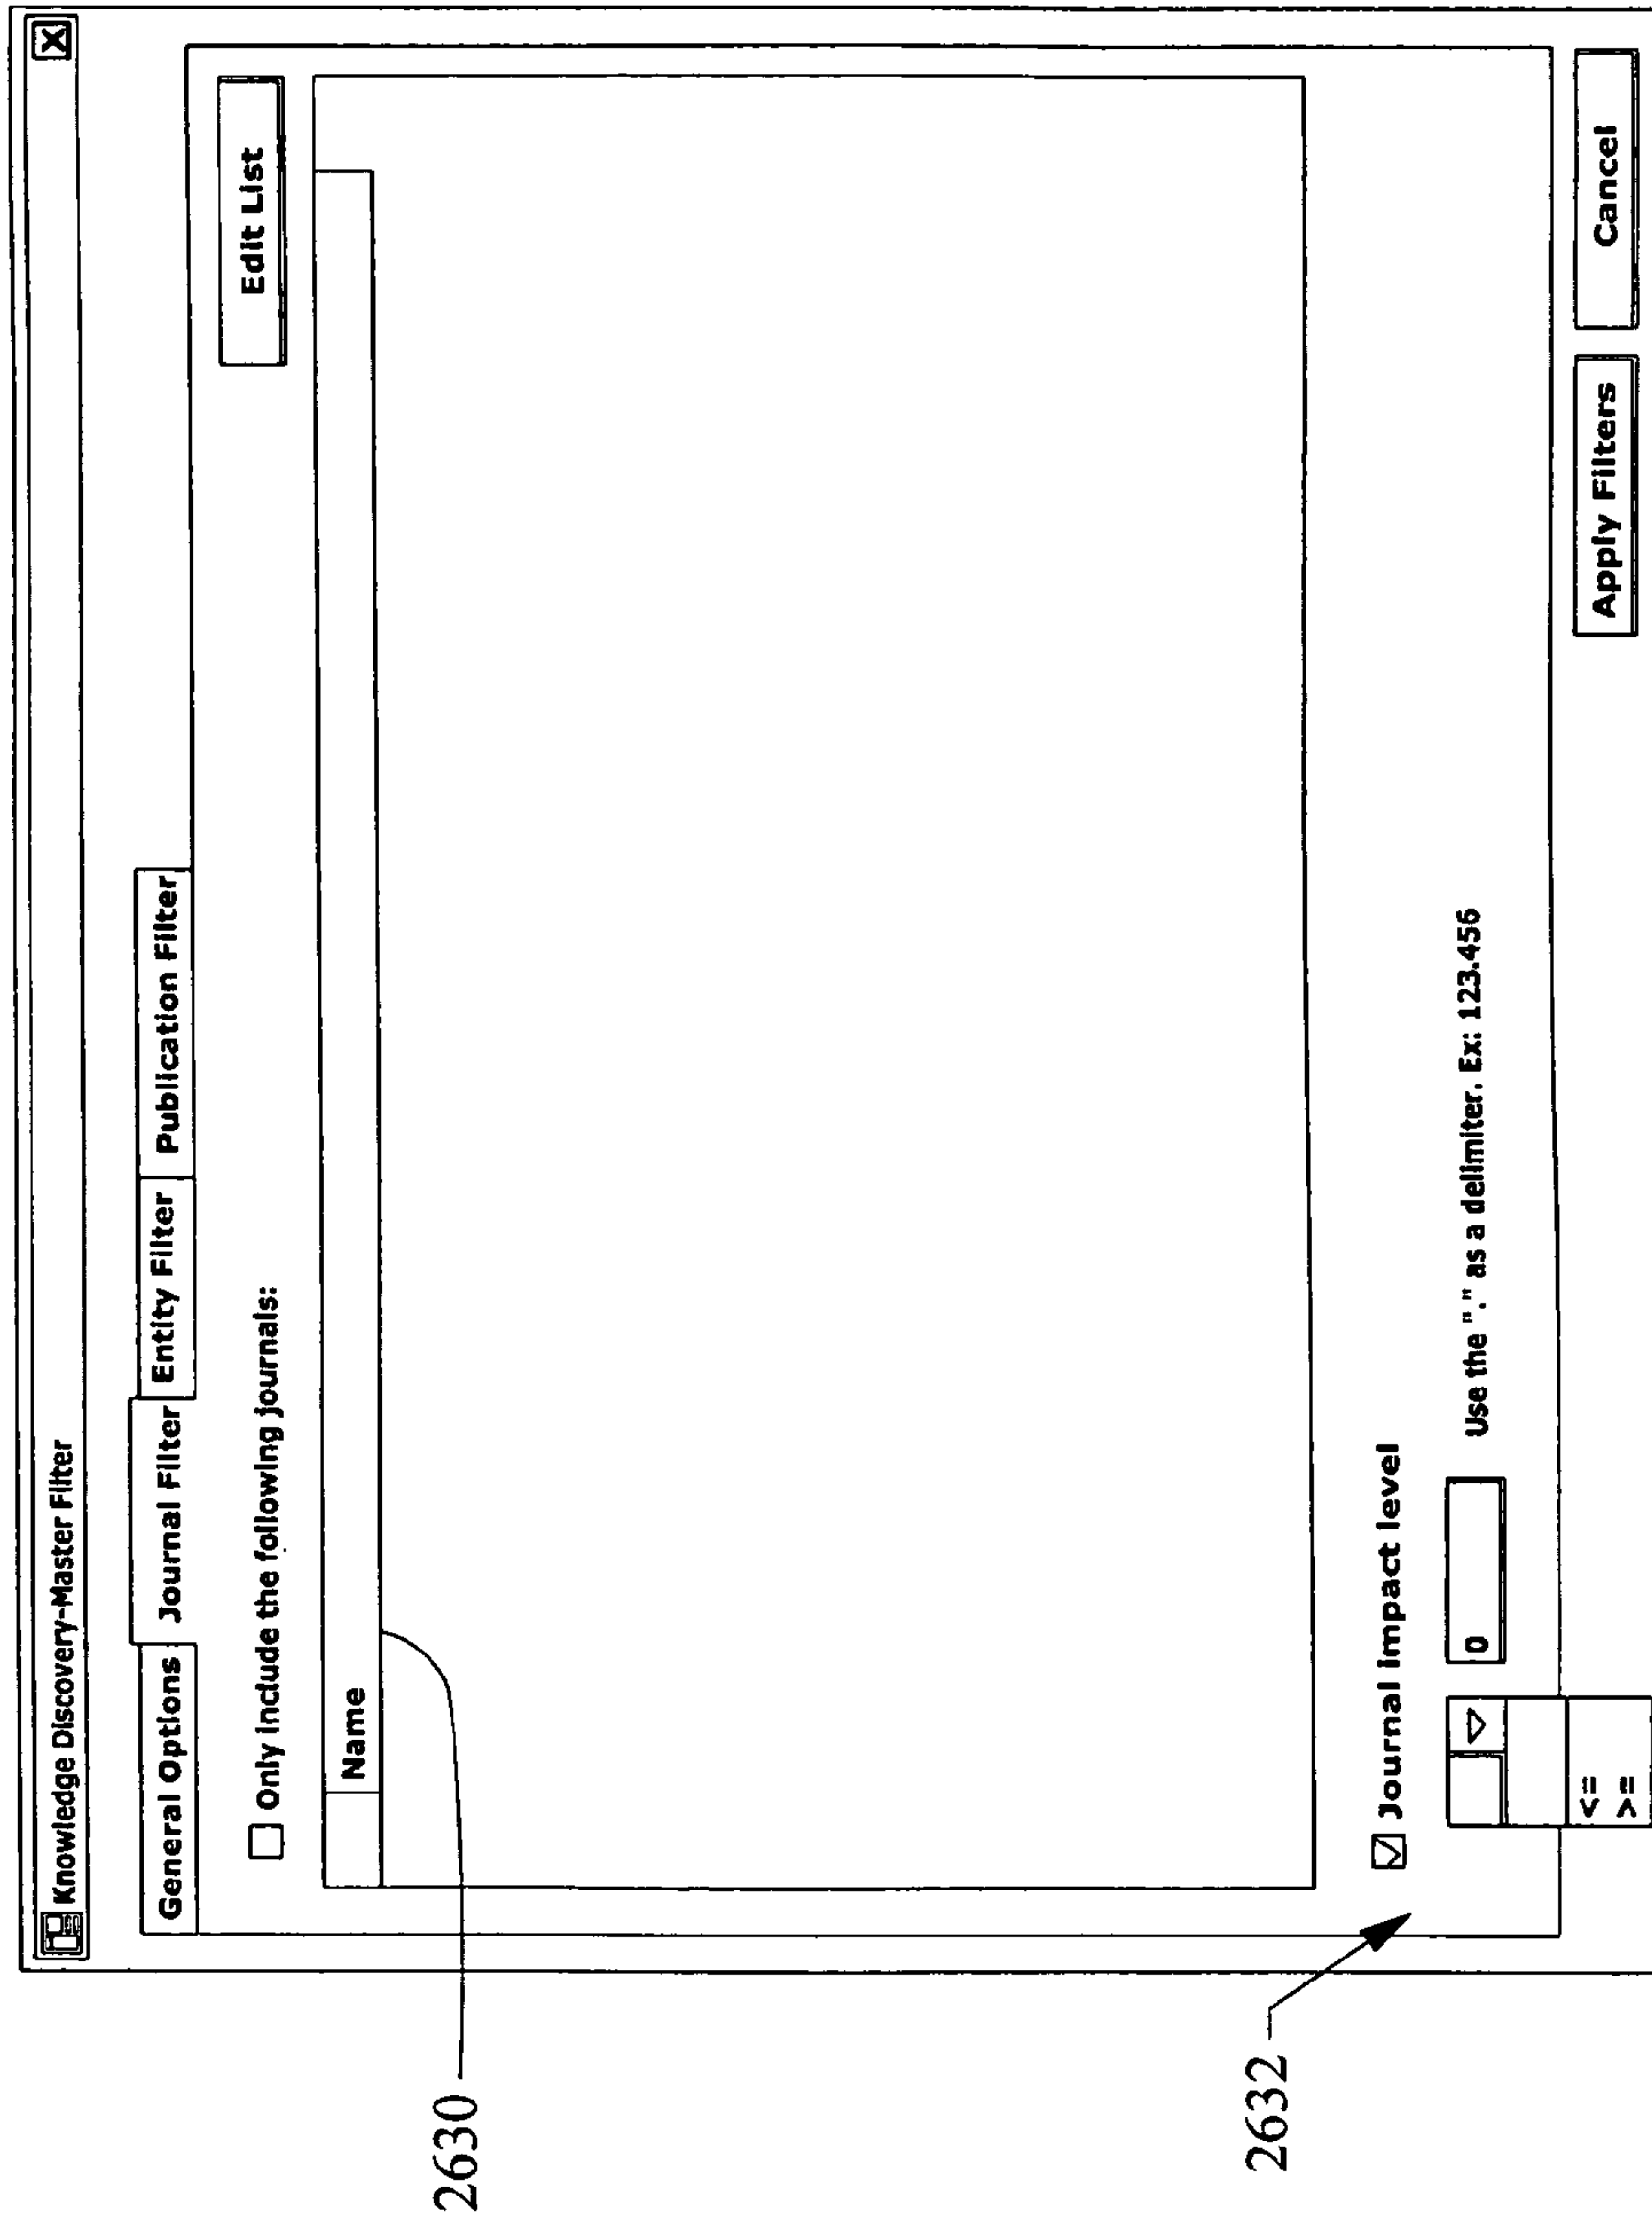 Knowledge Discovery-Master Filter
X
General Options Journal Filter Entity Filter Publication Filter
Only include the following journals:
Edit List
Name
2630
2632
Journal impact level
0
Use the "." as a delimiter. Ex: 123.456
<=
>=
Apply Filters
Cancel